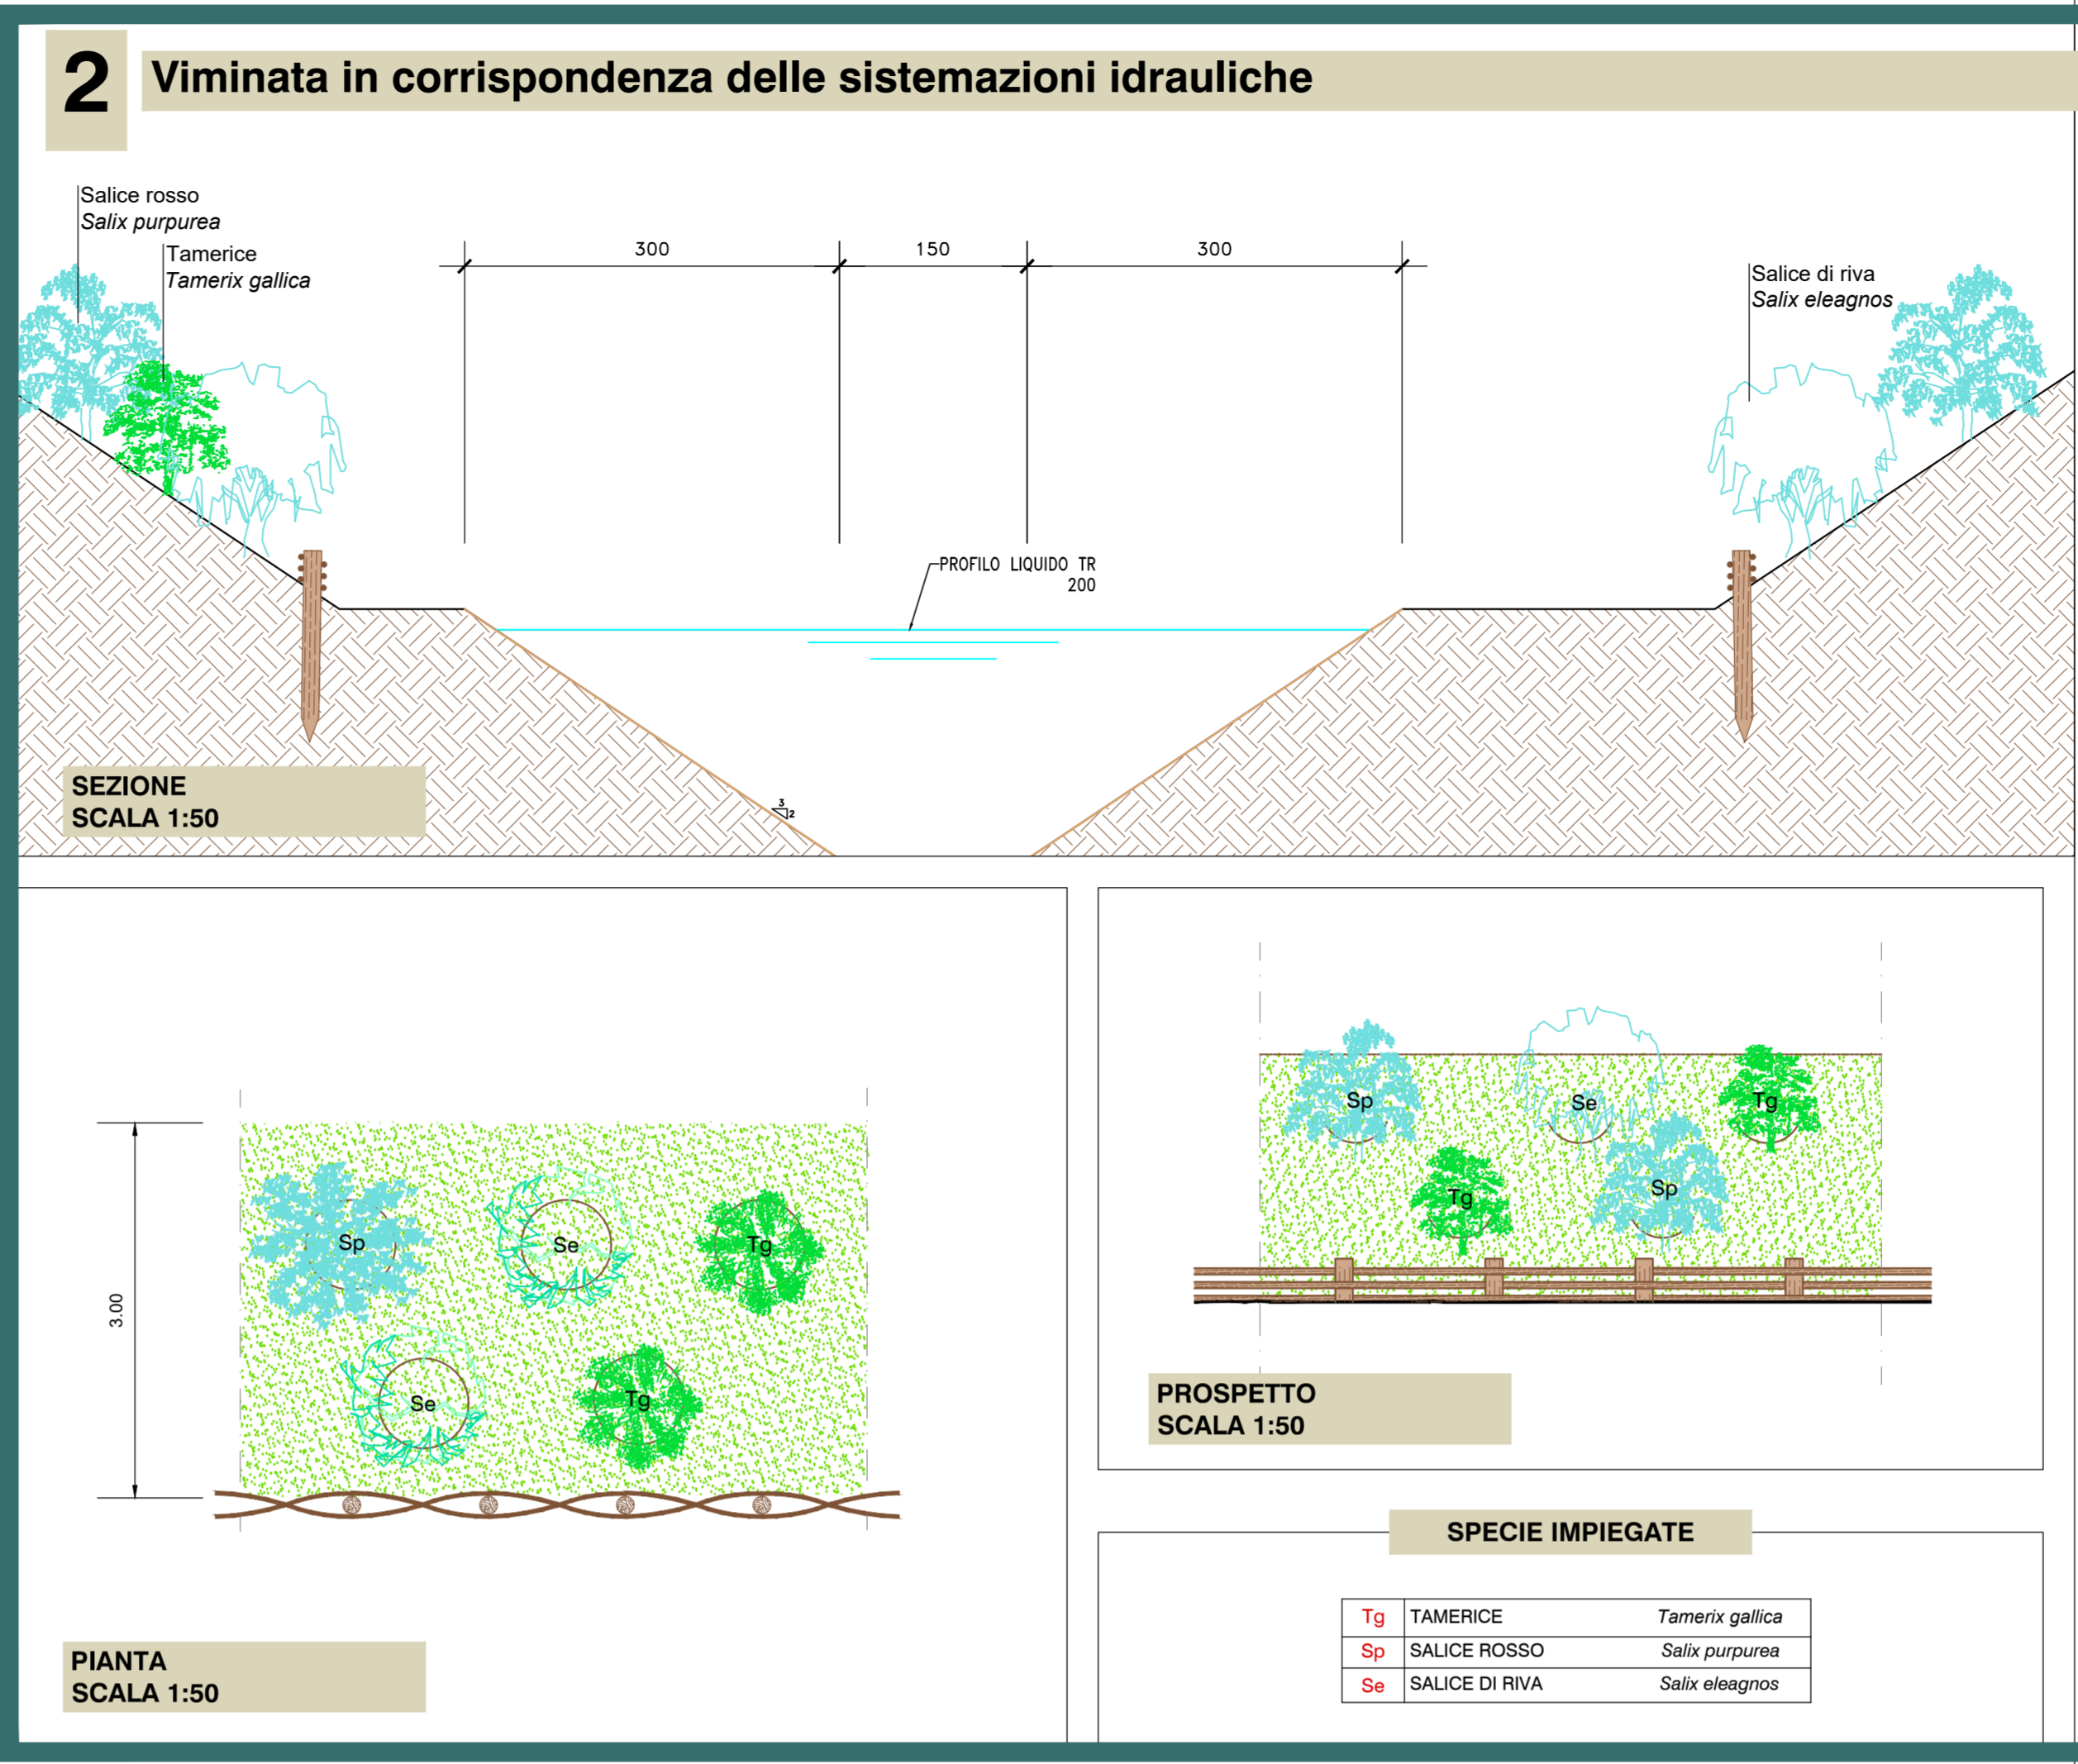 2
Viminata in corrispondenza delle sistemazioni idrauliche
Salice rosso
Salix purpurea
Tamerice
Tamerix gallica
300
150
300
Salice di riva
Salix eleagnos
PROFILO LIQUIDO TR
200
3
2
SEZIONE
SCALA 1:50
3.00
Sp
Se
Tg
Se
Tg
PIANTA
SCALA 1:50
Sp
Se
Tg
Tg
Sp
PROSPETTO
SCALA 1:50
SPECIE IMPIEGATE
Tg TAMERICE Tamerix gallica
Sp SALICE ROSSO Salix purpurea
Se SALICE DI RIVA Salix eleagnos